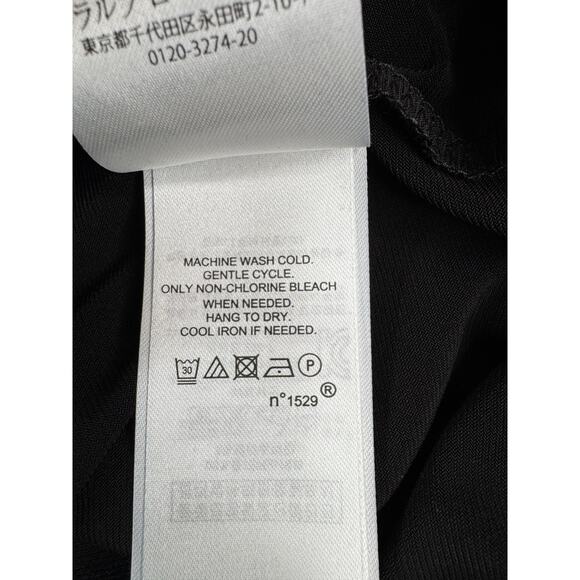 東京都千代田区永田町2-10-
0120-3274-20
MACHINE WASH COLD.
GENTLE CYCLE.
ONLY NON-CHLORINE BLEACH
WHEN NEEDED.
HANG TO DRY.
COOL IRON IF NEEDED.
30 P
n°1529®